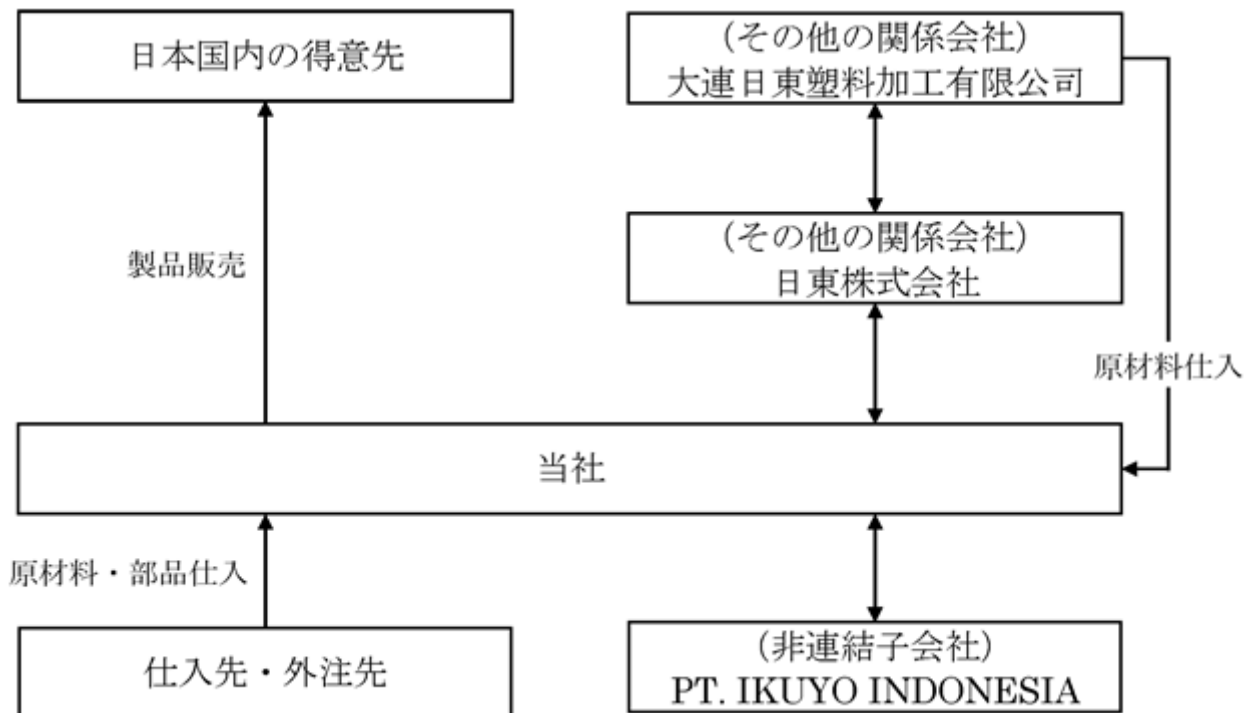 日本国内の得意先
(その他の関係会社)
大連日東塑料加工有限公司
(その他の関係会社)
日東株式会社
製品販売
原材料仕入
当社
原材料・部品仕入
仕入先・外注先
(非連結子会社)
PT. IKUYO INDONESIA